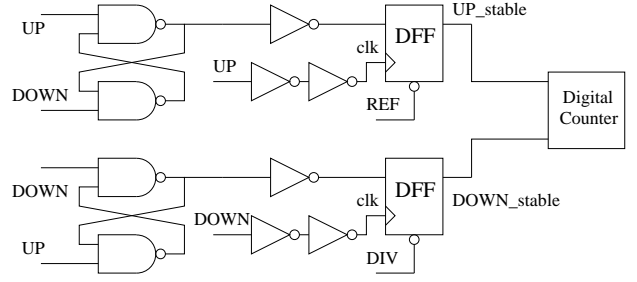 UP
DOWN
UP
clk
DFF
REF
UP_stable
Digital
Counter
DOWN
UP
DOWN
clk
DFF
DIV
DOWN_stable